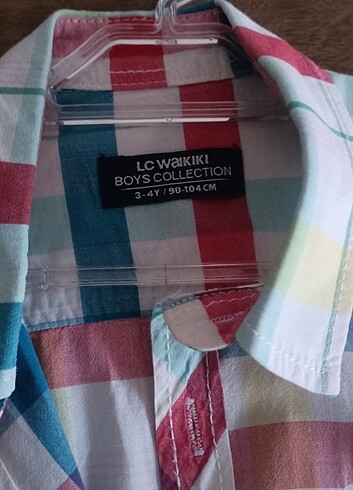 LC WAIKIKI
BOYS COLLECTION
3-4Y / 98-104 CM